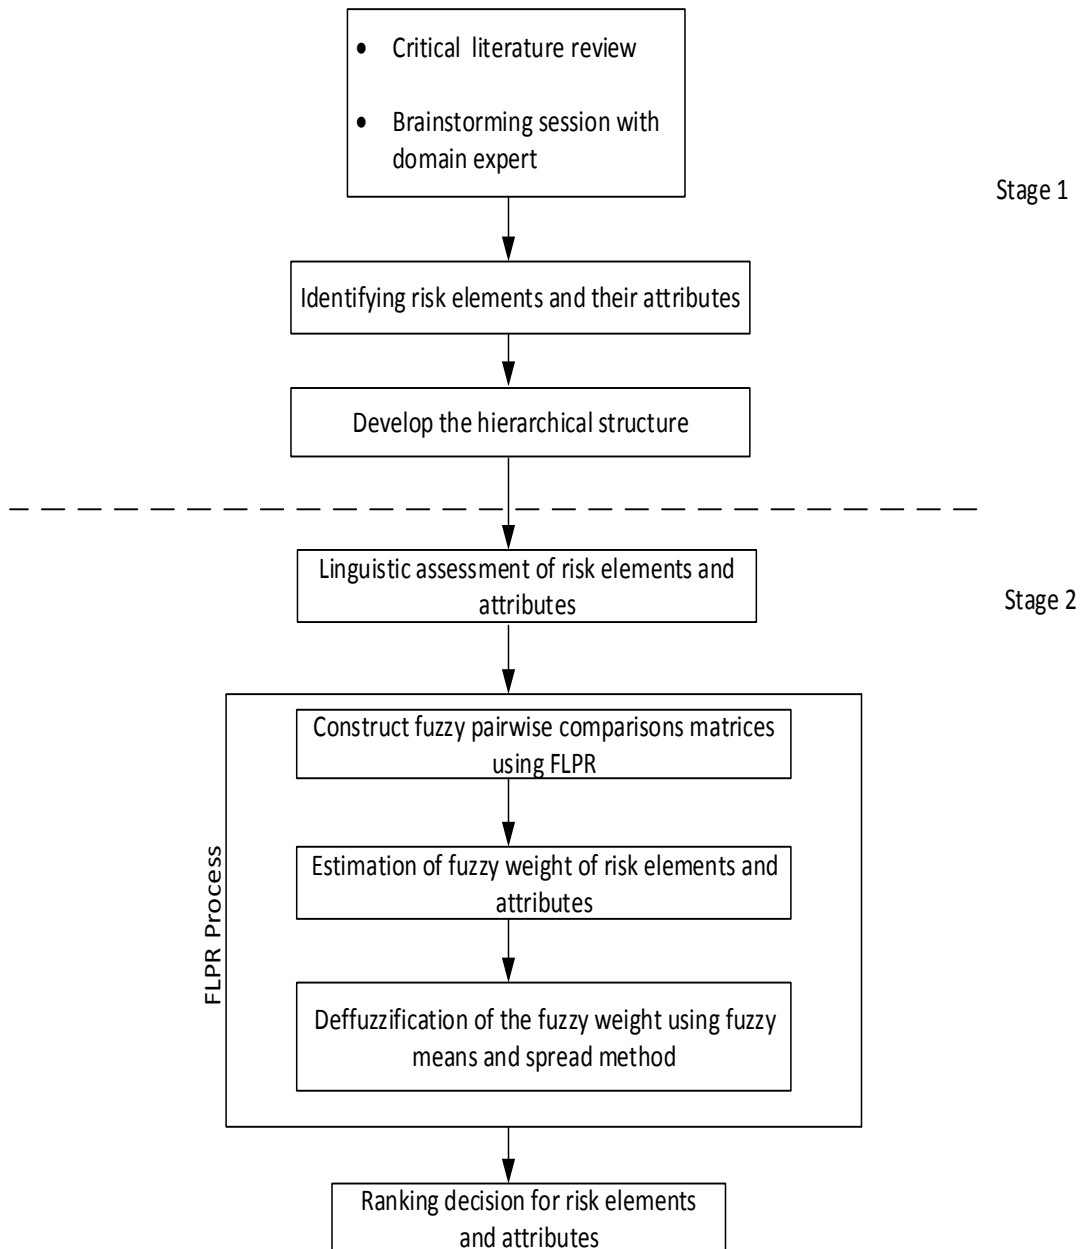 • Critical literature review
• Brainstorming session with
domain expert
Stage 1
Identifying risk elements and their attributes
Develop the hierarchical structure
Linguistic assessment of risk elements and
attributes
Stage 2
FLPR Process
Construct fuzzy pairwise comparisons matrices
using FLPR
Estimation of fuzzy weight of risk elements and
attributes
Deffuzzification of the fuzzy weight using fuzzy
means and spread method
Ranking decision for risk elements
and attributes